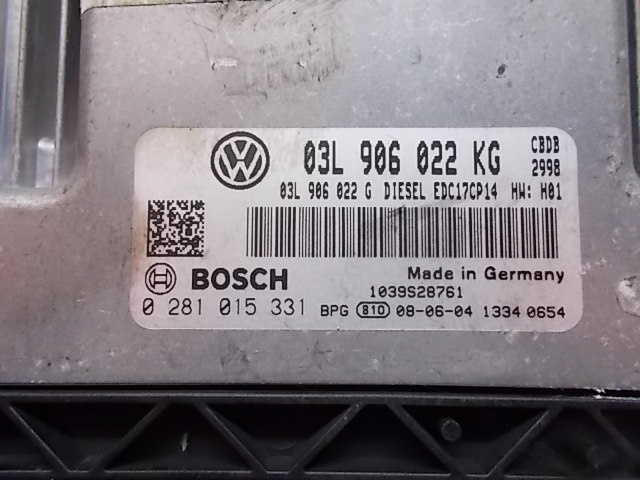 03L 906 022 KG CBDB
2998
03L 906 022 G DIESEL EDC17CP14 HW: H01
BOSCH Made in Germany
1039S28761
0 281 015 331 BPG 810 08-06-04 1334 0654